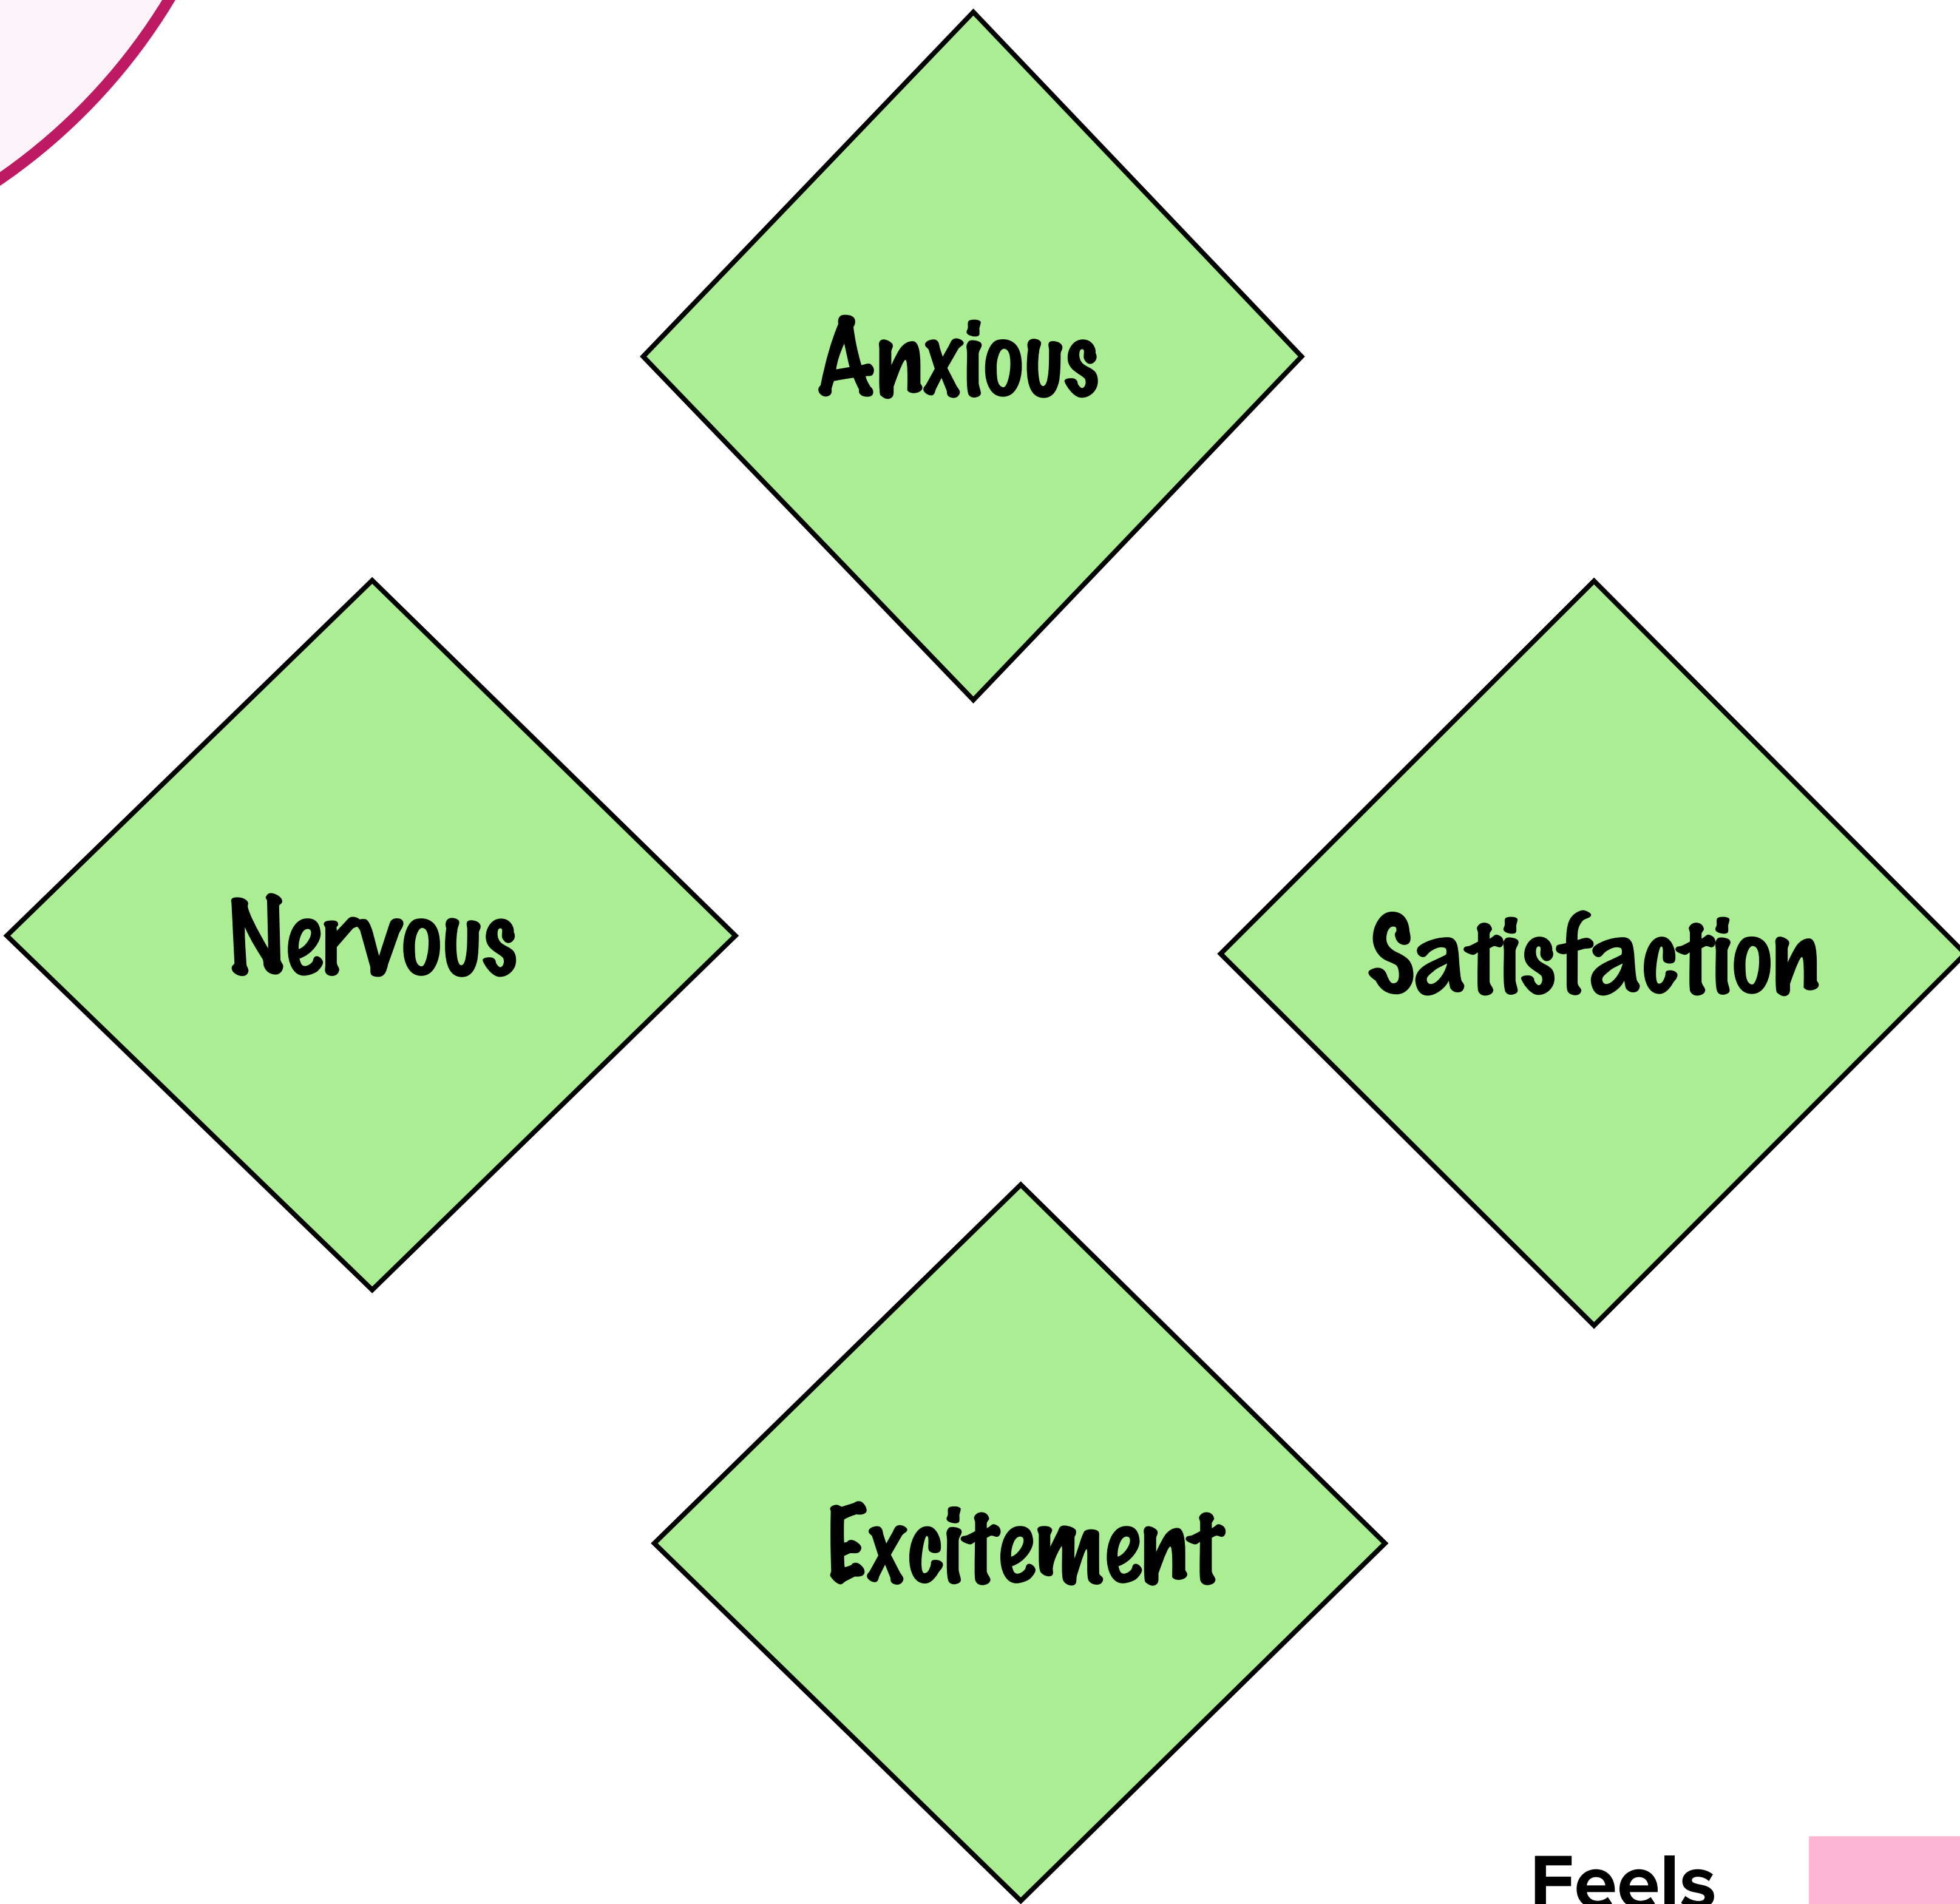 Anxious
Nervous
Satisfaction
Excitement
Feels